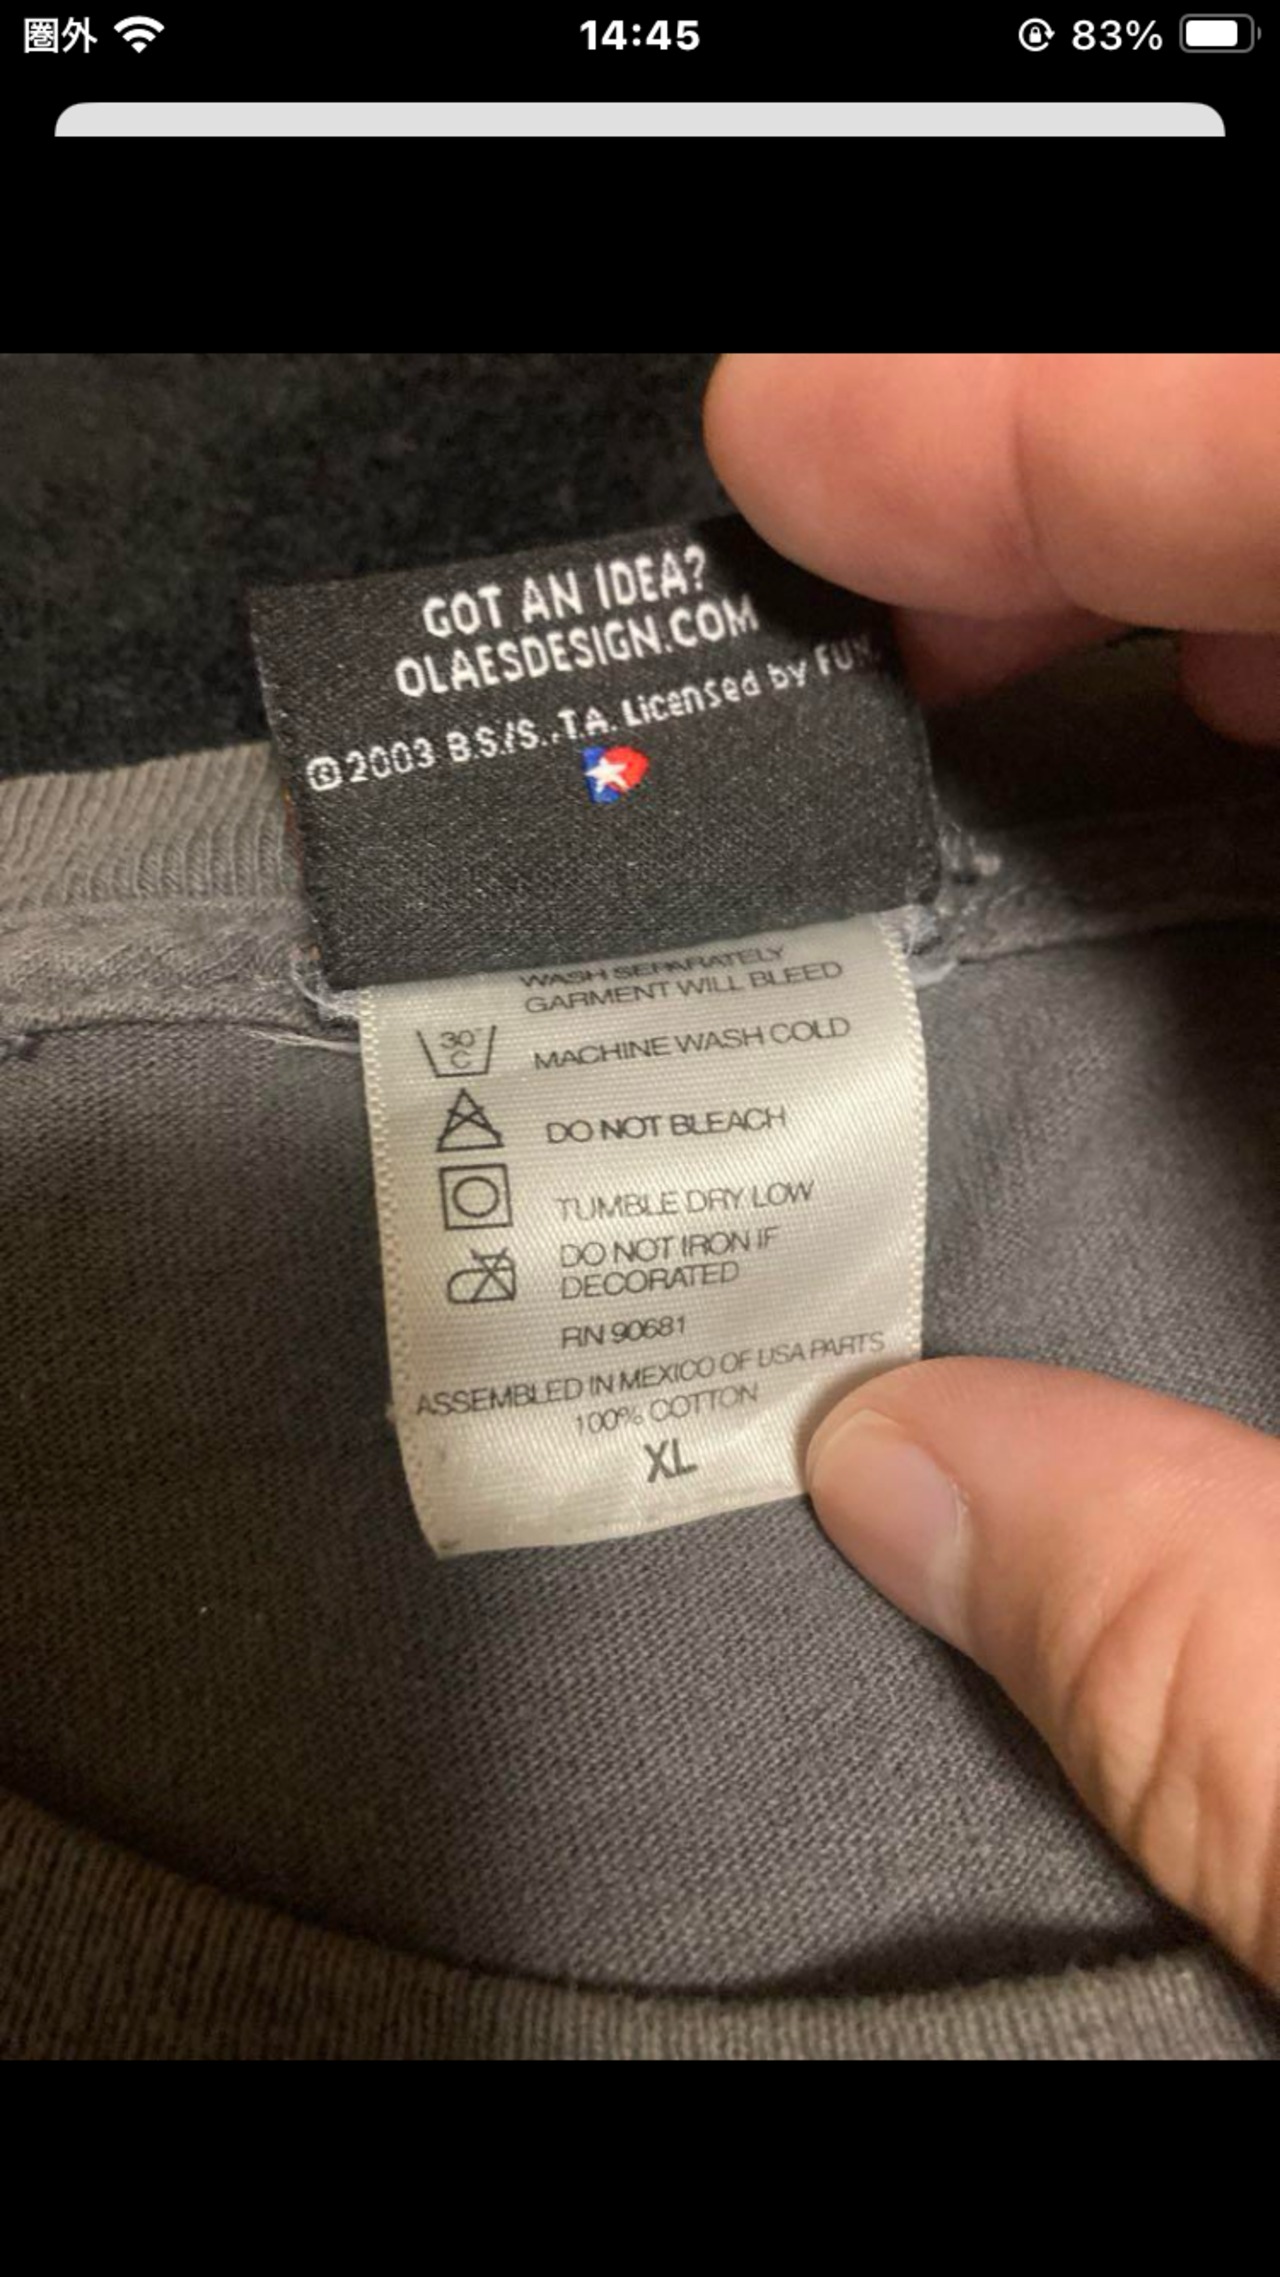 圏外
14:45
83%
GOT AN IDEA?
OLAESDESIGN.COM
©2003 B.S./S..T.A. Licensed by
WASH SEPARATELY
GARMENT WILL BLEED
30°
C
MACHINE WASH COLD
DO NOT BLEACH
TUMBLE DRY LOW
DO NOT IRON IF
DECORATED
RN 90681
ASSEMBLED IN MEXICO OF USA PARTS
100% COTTON
XL